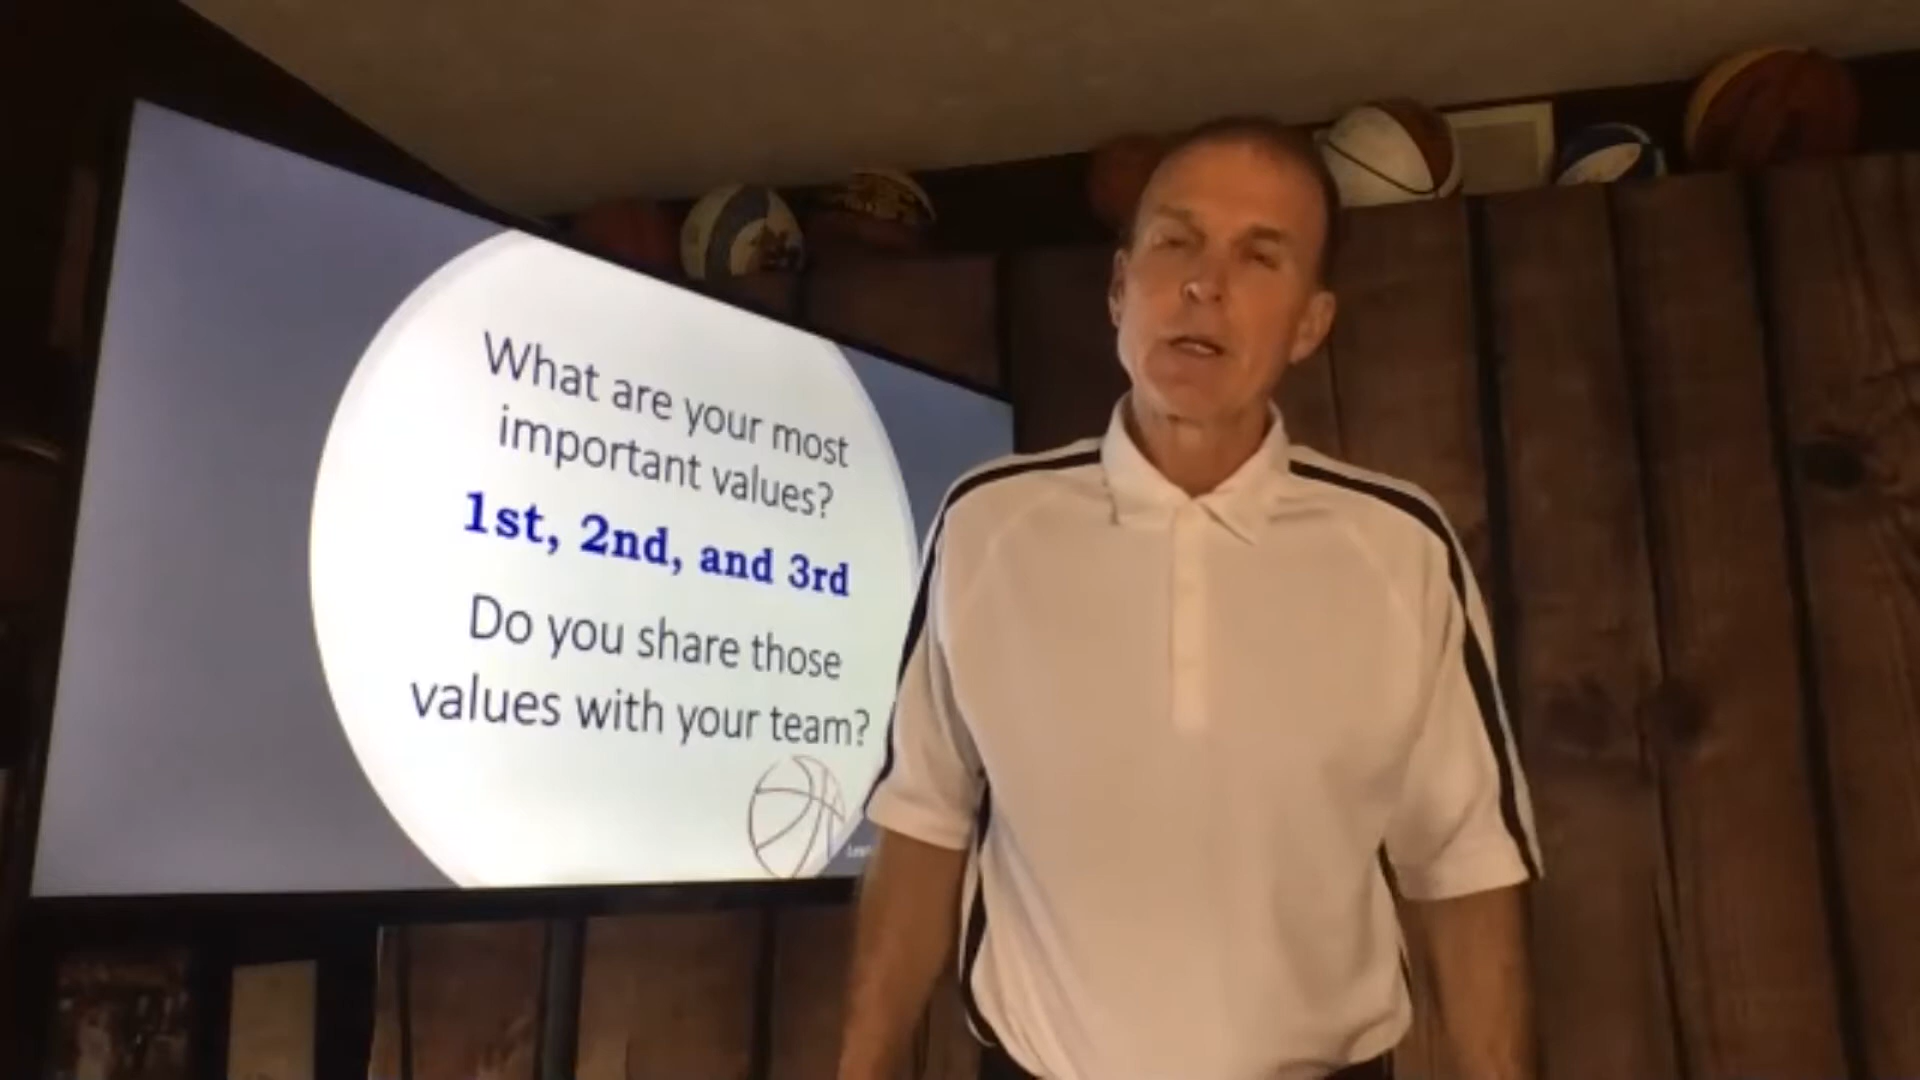 What are your most
important values?
1st, 2nd, and 3rd
Do you share those
values with your team?